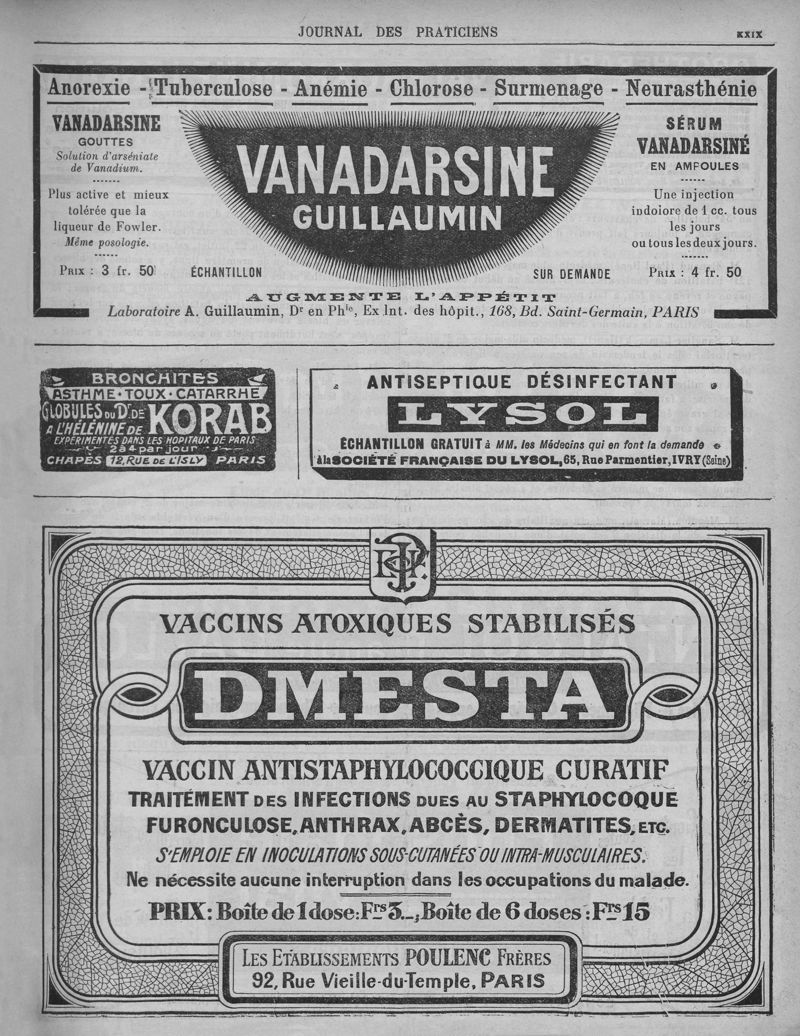 JOURNAL DES PRATICIENS
XXIX
Anorexie - Tuberculose - Anémie - Chlorose - Surmenage - Neurasthénie
VANADARSINE
GOUTTES
Solution d'arséniate
de Vanadium.
Plus active et mieux
tolérée que la
liqueur de Fowler.
Même posologie.
PRIX : 3 fr. 50
VANADARSINE
GUILLAUMIN
ÉCHANTILLON
SUR DEMANDE
SÉRUM
VANADARSINÉ
EN AMPOULES
Une injection
indolore de 1 cc. tous
les jours
ou tous les deux jours.
PRIX : 4 fr. 50
AUGMENTE L'APPÉTIT
Laboratoire A. Guillaumin, Dr en Phie, Ex Int. des hôpit., 168, Bd. Saint-Germain, PARIS
BRONCHITES
ASTHME · TOUX · CATARRHE
GLOBULES DU Dr DE
A L'HÉLÉNINE DE KORAB
EXPÉRIMENTÉS DANS LES HOPITAUX DE PARIS
2 à 4 par jour
CHAPÈS 12, RUE DE L'ISLY PARIS
ANTISEPTIQUE DÉSINFECTANT
LYSOL
ÉCHANTILLON GRATUIT à MM. les Médecins qui en font la demande
à la SOCIÉTÉ FRANÇAISE DU LYSOL, 65, Rue Parmentier, IVRY (Seine)
VACCINS ATOXIQUES STABILISÉS
DMESTA
VACCIN ANTISTAPHYLOCOCCIQUE CURATIF
TRAITÉMENT DES INFECTIONS DUES AU STAPHYLOCOQUE
FURONCULOSE, ANTHRAX, ABCÈS, DERMATITES, ETC.
S'EMPLOIE EN INOCULATIONS SOUS-CUTANÉES OU INTRA-MUSCULAIRES.
Ne nécessite aucune interruption dans les occupations du malade.
PRIX : Boîte de 1 dose : Frs 3._, Boîte de 6 doses : Frs 15
LES ETABLISSEMENTS POULENC FRÈRES
92, Rue Vieille-du-Temple, PARIS